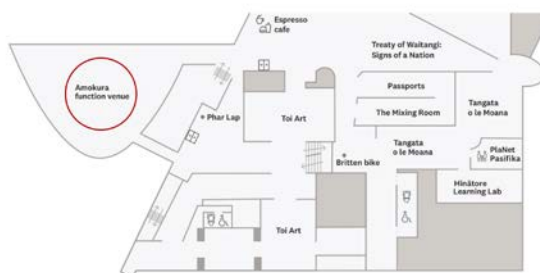 Espresso
cafe
Treaty of Waitangi:
Signs of a Nation
Amokura
function venue
Passports
Tangata
o le Moana
+ Phar Lap
Toi Art
The Mixing Room
Tangata
o le Moana
PlaNet
Pasifika
+
Britten bike
Hīnātore
Learning Lab
Toi Art